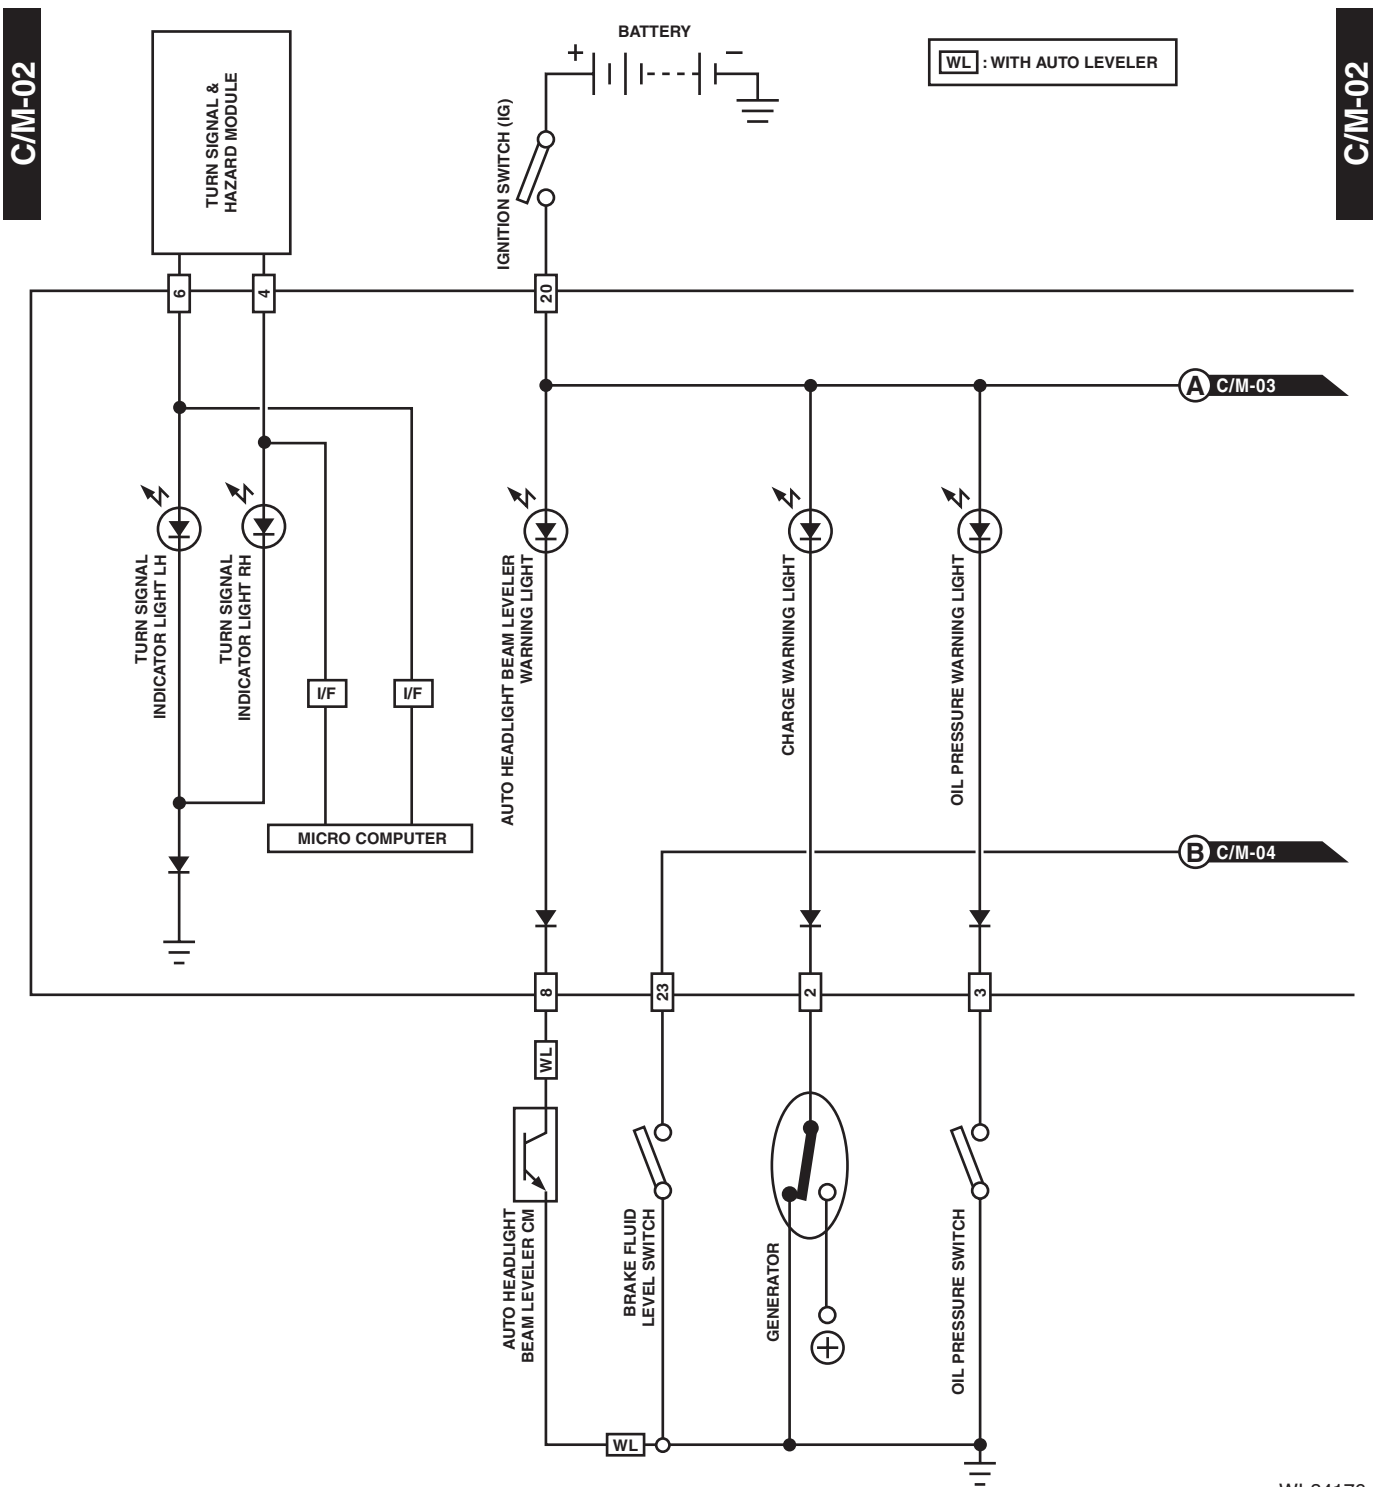 C/M-02
C/M-02
BATTERY
+
−
WL : WITH AUTO LEVELER
TURN SIGNAL &
HAZARD MODULE
IGNITION SWITCH (IG)
6
4
20
A C/M-03
TURN SIGNAL
INDICATOR LIGHT LH
TURN SIGNAL
INDICATOR LIGHT RH
I/F
I/F
MICRO COMPUTER
AUTO HEADLIGHT BEAM LEVELER
WARNING LIGHT
CHARGE WARNING LIGHT
OIL PRESSURE WARNING LIGHT
B C/M-04
8
23
2
3
WL
AUTO HEADLIGHT
BEAM LEVELER CM
BRAKE FLUID
LEVEL SWITCH
GENERATOR
+
OIL PRESSURE SWITCH
WL